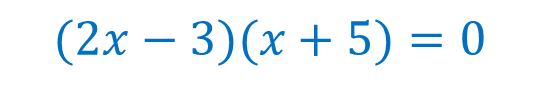 (2𝑥 − 3)(𝑥 + 5) = 0